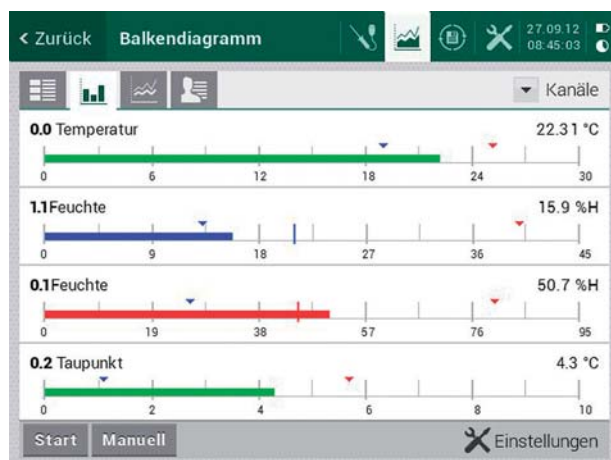 Zurück Balkendiagramm 27.09.12
08:45:03
Kanäle
0.0 Temperatur 22.31 °C
0 6 12 18 24 30
1.1Feuchte 15.9 %H
0 9 18 27 36 45
0.1Feuchte 50.7 %H
0 19 38 57 76 95
0.2 Taupunkt 4.3 °C
0 2 4 6 8 10
Start Manuell Einstellungen